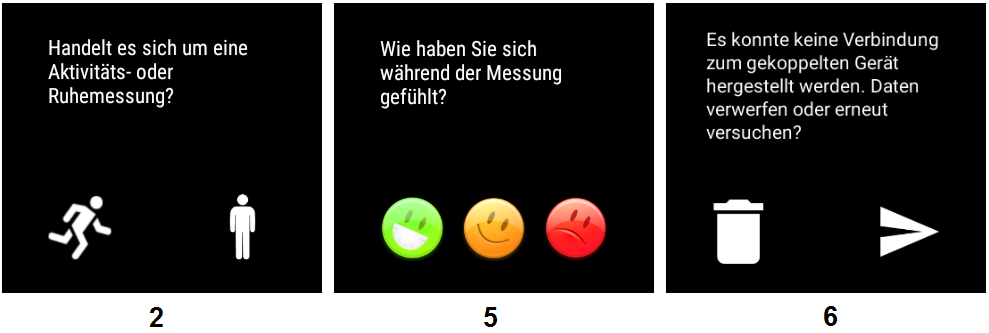 Handelt es sich um eine
Aktivitäts- oder
Ruhemessung?
Wie haben Sie sich
während der Messung
gefühlt?
Es konnte keine Verbindung
zum gekoppelten Gerät
hergestellt werden. Daten
verwerfen oder erneut
versuchen?
2
5
6